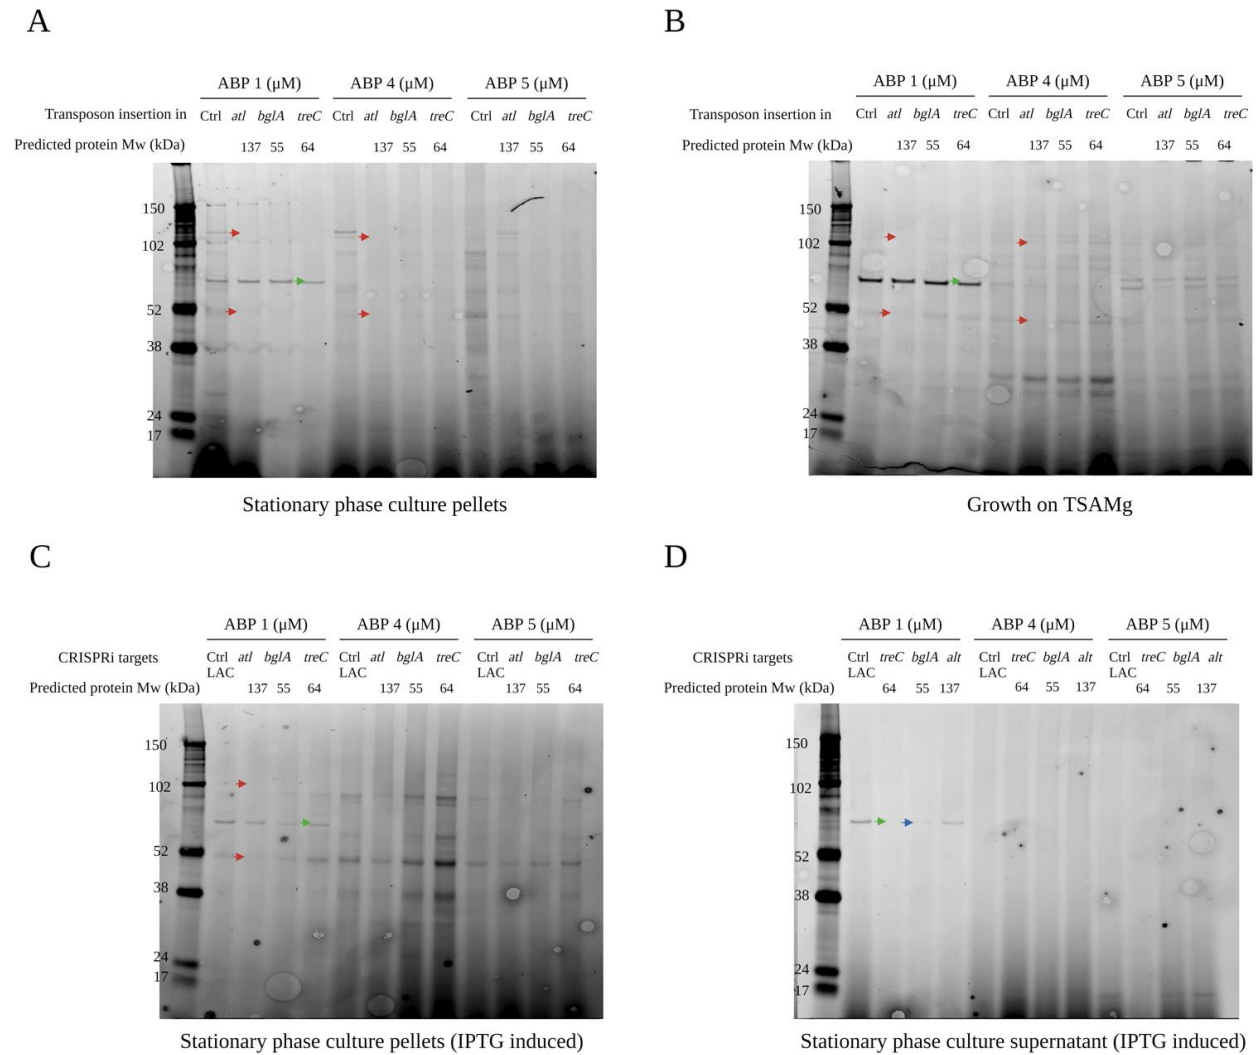 A
ABP 1 (μM) ABP 4 (μM) ABP 5 (μM)
Transposon insertion in Ctrl atl bglA treC Ctrl atl bglA treC Ctrl atl bglA treC
Predicted protein Mw (kDa) 137 55 64 137 55 64 137 55 64
150
102
52
38
24
17
Stationary phase culture pellets
B
ABP 1 (μM) ABP 4 (μM) ABP 5 (μM)
Transposon insertion in Ctrl atl bglA treC Ctrl atl bglA treC Ctrl atl bglA treC
Predicted protein Mw (kDa) 137 55 64 137 55 64 137 55 64
150
102
52
38
24
17
Growth on TSAMg
C
ABP 1 (μM) ABP 4 (μM) ABP 5 (μM)
CRISPRi targets Ctrl atl bglA treC Ctrl atl bglA treC Ctrl atl bglA treC
LAC LAC LAC
Predicted protein Mw (kDa) 137 55 64 137 55 64 137 55 64
150
102
52
38
24
17
Stationary phase culture pellets (IPTG induced)
D
ABP 1 (μM) ABP 4 (μM) ABP 5 (μM)
CRISPRi targets Ctrl treC bglA alt Ctrl treC bglA alt Ctrl treC bglA alt
LAC LAC LAC
Predicted protein Mw (kDa) 64 55 137 64 55 137 64 55 137
150
102
52
38
24
17
Stationary phase culture supernatant (IPTG induced)